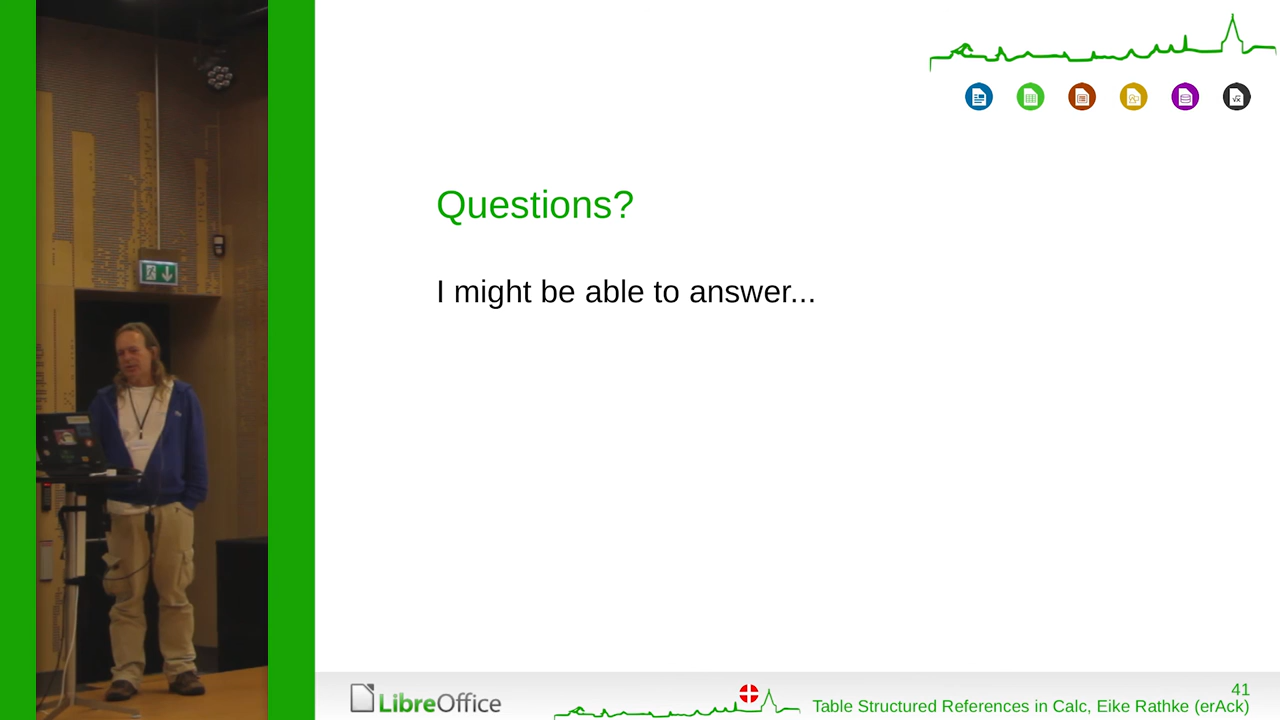 Questions?
I might be able to answer...
LibreOffice
41
Table Structured References in Calc, Eike Rathke (erAck)